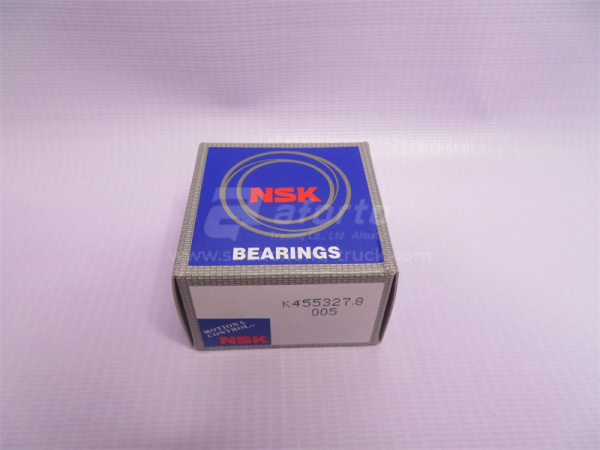 NSK
BEARINGS
K455327.8
005
MOTION &
CONTROL
NSK